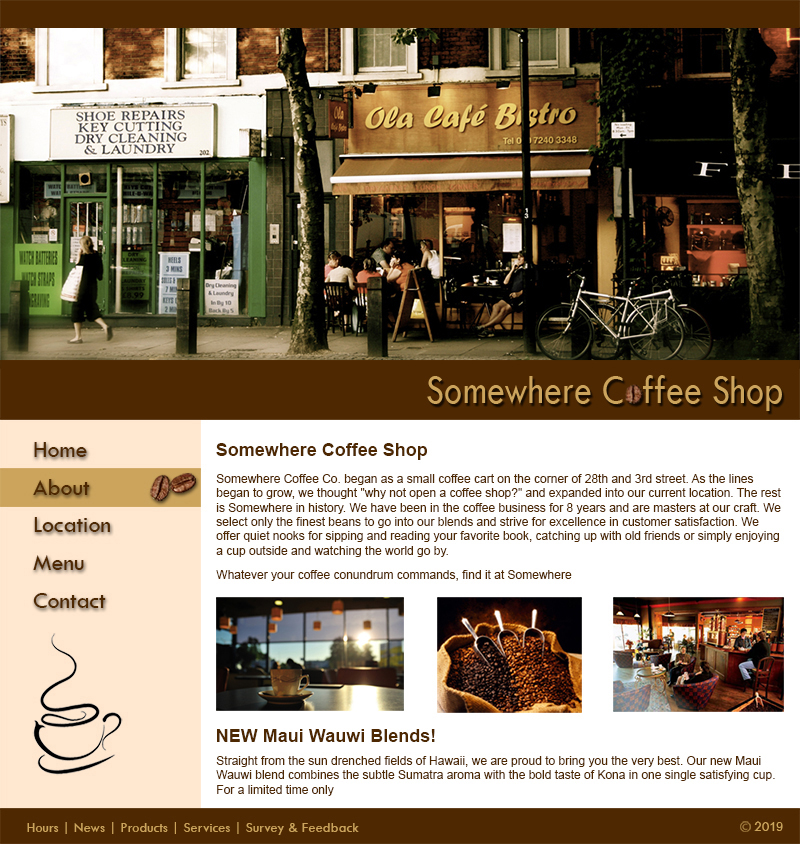 SHOE REPAIRS
KEY CUTTING
DRY CLEANING
& LAUNDRY
202
Ola Café Bistro
Tel 020 7240 3348
WATCH BATTERIES
WATCH STRAPS
ENGRAVING
HEELS
3 MINS
Dry Cleaning
& Laundry
In By 10
Back By 5
Somewhere Coffee Shop
Home
About
Location
Menu
Contact
Somewhere Coffee Shop
Somewhere Coffee Co. began as a small coffee cart on the corner of 28th and 3rd street. As the lines
began to grow, we thought "why not open a coffee shop?" and expanded into our current location. The rest
is Somewhere in history. We have been in the coffee business for 8 years and are masters at our craft. We
select only the finest beans to go into our blends and strive for excellence in customer satisfaction. We
offer quiet nooks for sipping and reading your favorite book, catching up with old friends or simply enjoying
a cup outside and watching the world go by.
Whatever your coffee conundrum commands, find it at Somewhere
NEW Maui Wauwi Blends!
Straight from the sun drenched fields of Hawaii, we are proud to bring you the very best. Our new Maui
Wauwi blend combines the subtle Sumatra aroma with the bold taste of Kona in one single satisfying cup.
For a limited time only
Hours | News | Products | Services | Survey & Feedback
© 2019